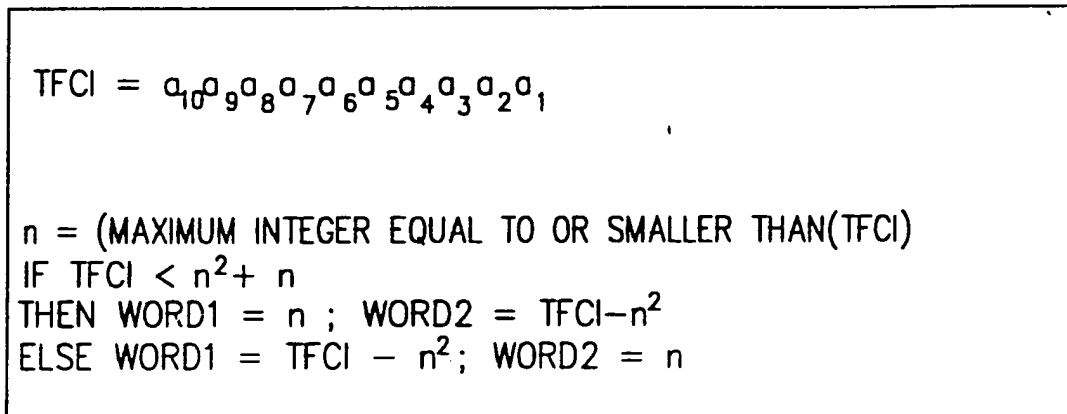 TFCI = a₁₀a₉a₈a₇a₆a₅a₄a₃a₂a₁
n = (MAXIMUM INTEGER EQUAL TO OR SMALLER THAN(TFCI)
IF TFCI < n²+ n
THEN WORD1 = n ; WORD2 = TFCI−n²
ELSE WORD1 = TFCI − n²; WORD2 = n